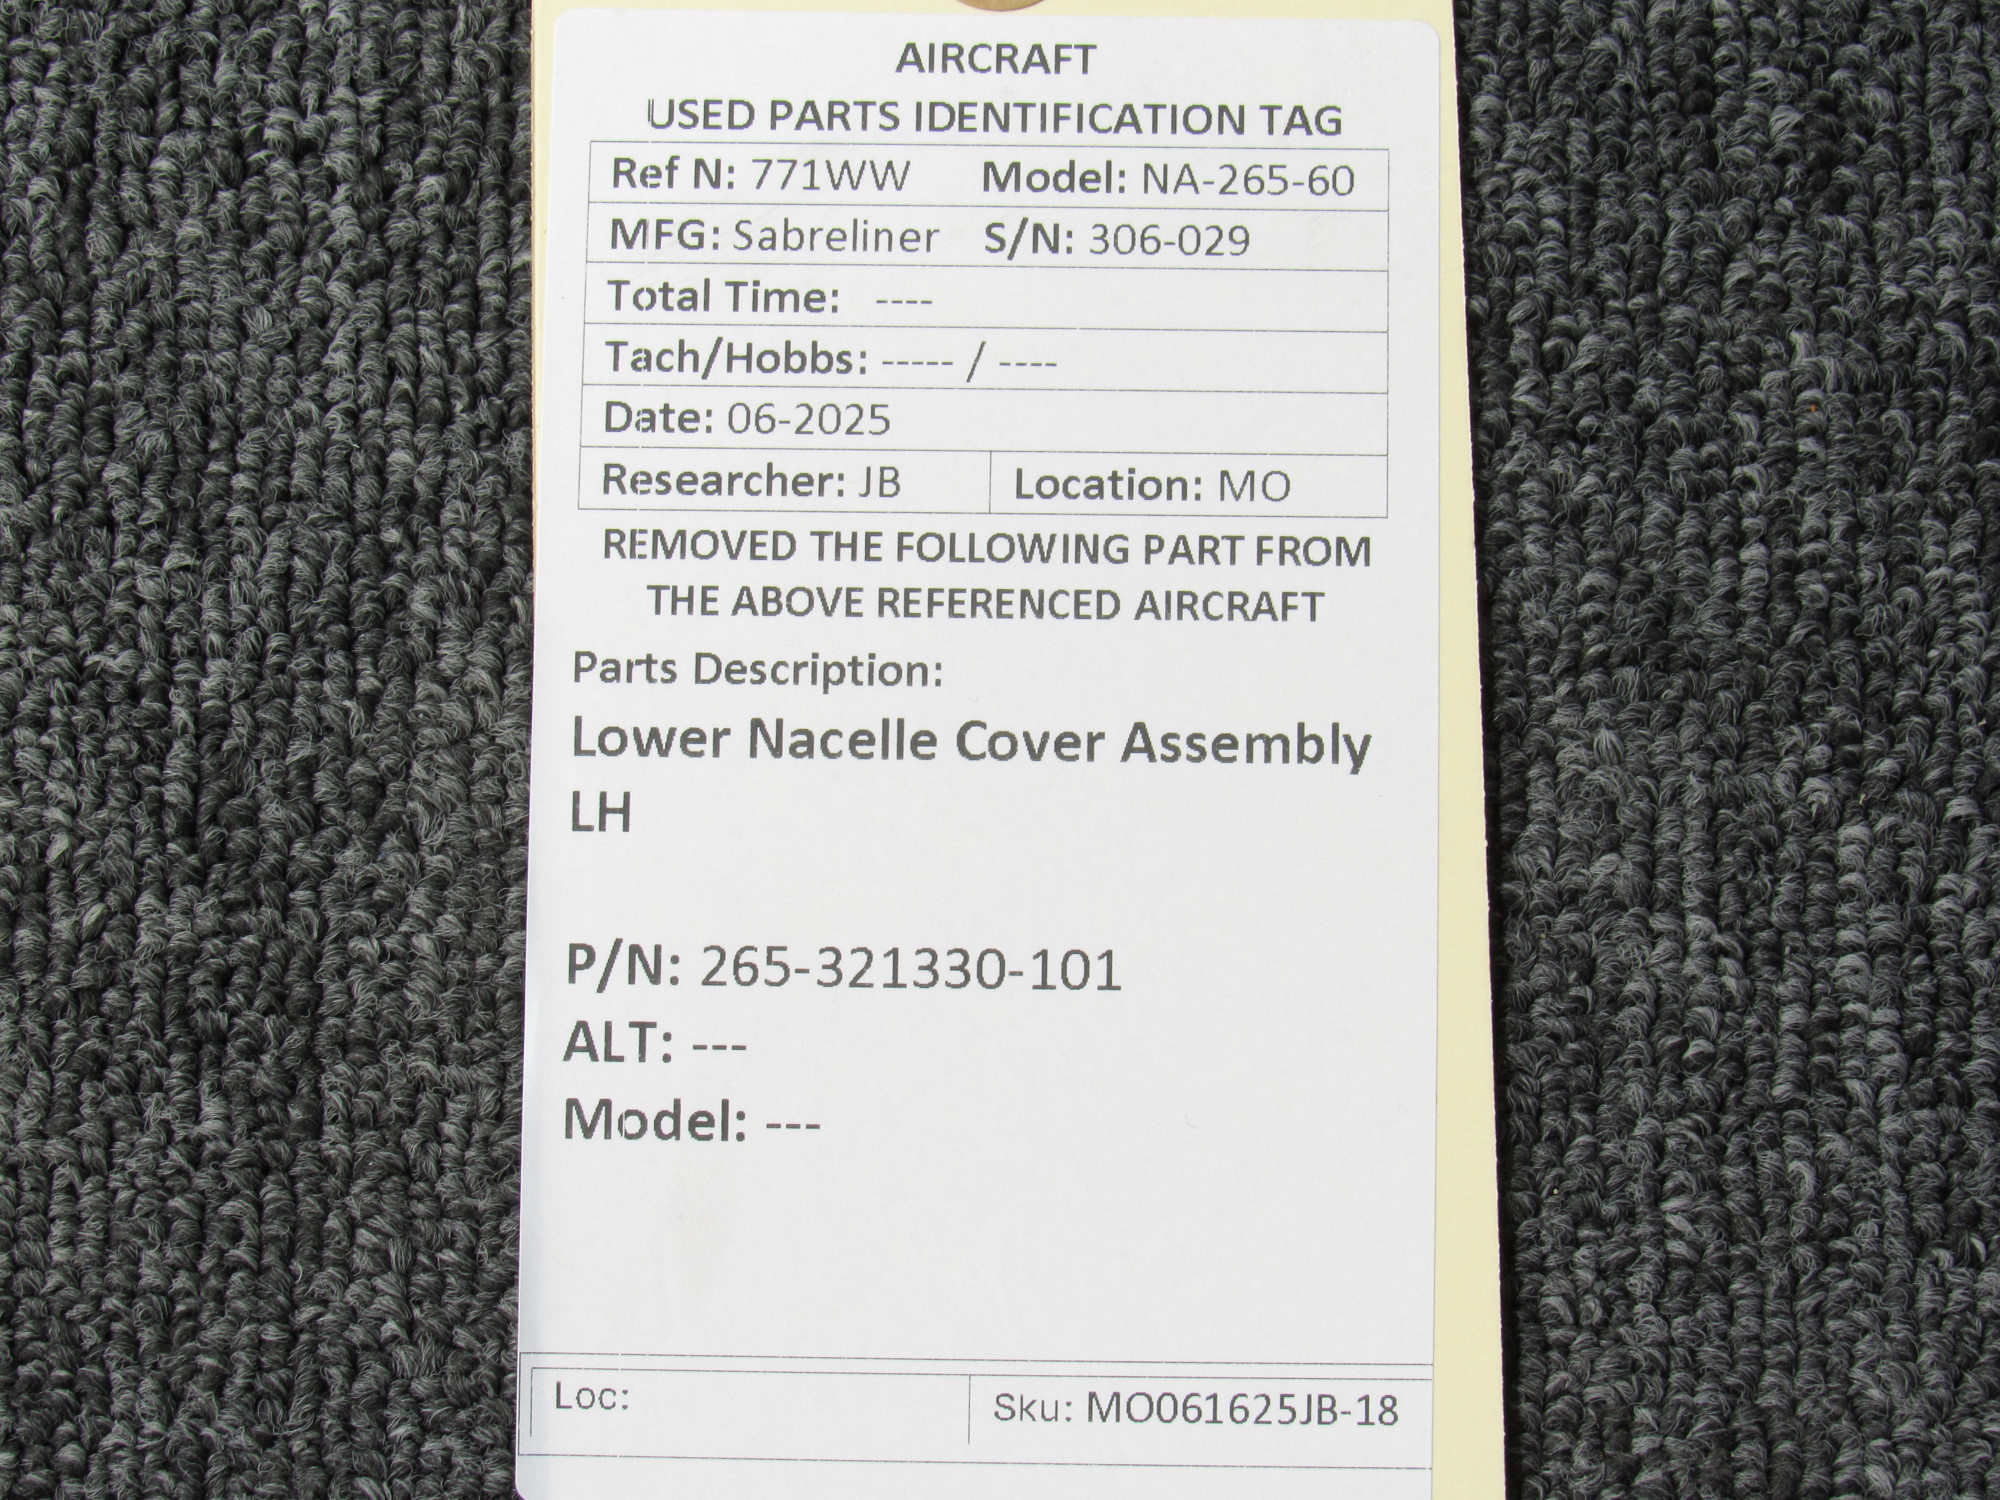 AIRCRAFT
USED PARTS IDENTIFICATION TAG
Ref N: 771WW Model: NA-265-60
MFG: Sabreliner S/N: 306-029
Total Time: ----
Tach/Hobbs: ----- / ----
Date: 06-2025
Researcher: JB Location: MO
REMOVED THE FOLLOWING PART FROM
THE ABOVE REFERENCED AIRCRAFT
Parts Description:
Lower Nacelle Cover Assembly
LH
P/N: 265-321330-101
ALT: ---
Model: ---
Loc: Sku: MO061625JB-18